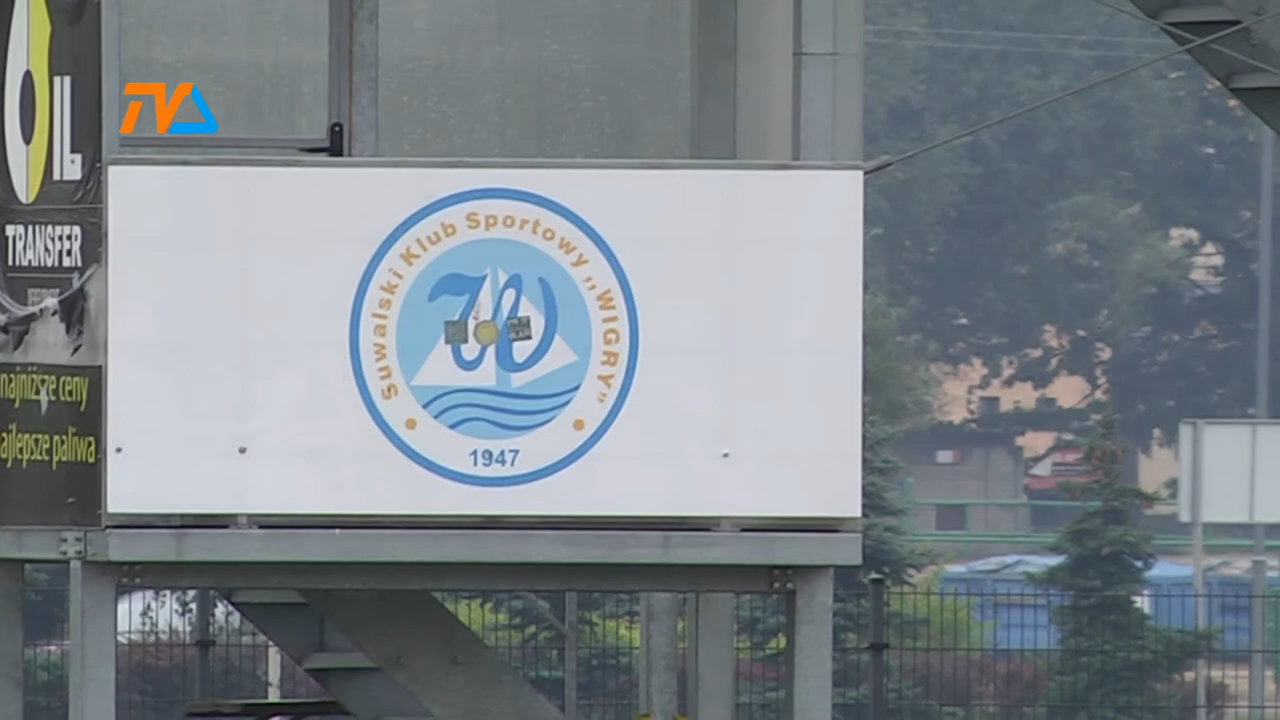 TVS
IL
TRANSFER
najniższe ceny
ajlepsze paliwa
Suwalski Klub Sportowy ,,WIGRY"
W
1947